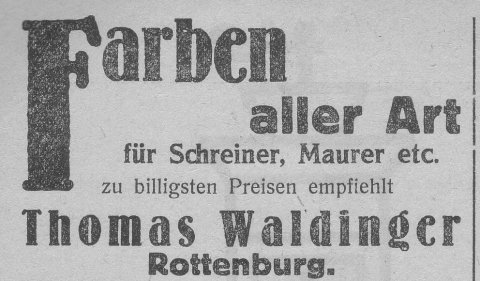 Farben
aller Art
für Schreiner, Maurer etc.
zu billigsten Preisen empfiehlt
Thomas Waldinger
Rottenburg.